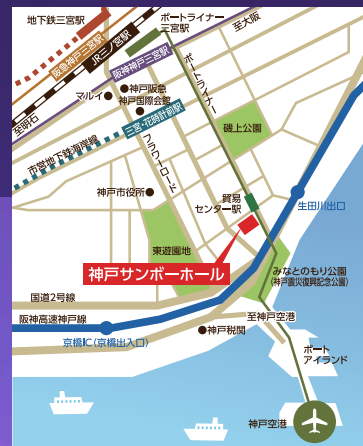 地下鉄三宮駅
ポートライナー
三宮駅
至大阪
阪急神戸三宮駅
JR三ノ宮駅
阪神神戸三宮駅
マルイ
神戸阪急
神戸国際会館
三宮・花時計前駅
至明石
市営地下鉄海岸線
フラワーロード
ポートライナー
磯上公園
神戸市役所
貿易
センター駅
生田川出口
東遊園地
神戸サンボーホール
みなとのもり公園
(神戸震災復興記念公園)
国道2号線
阪神高速神戸線
京橋IC(京橋出入口)
神戸税関
至神戸空港
ポート
アイランド
神戸空港